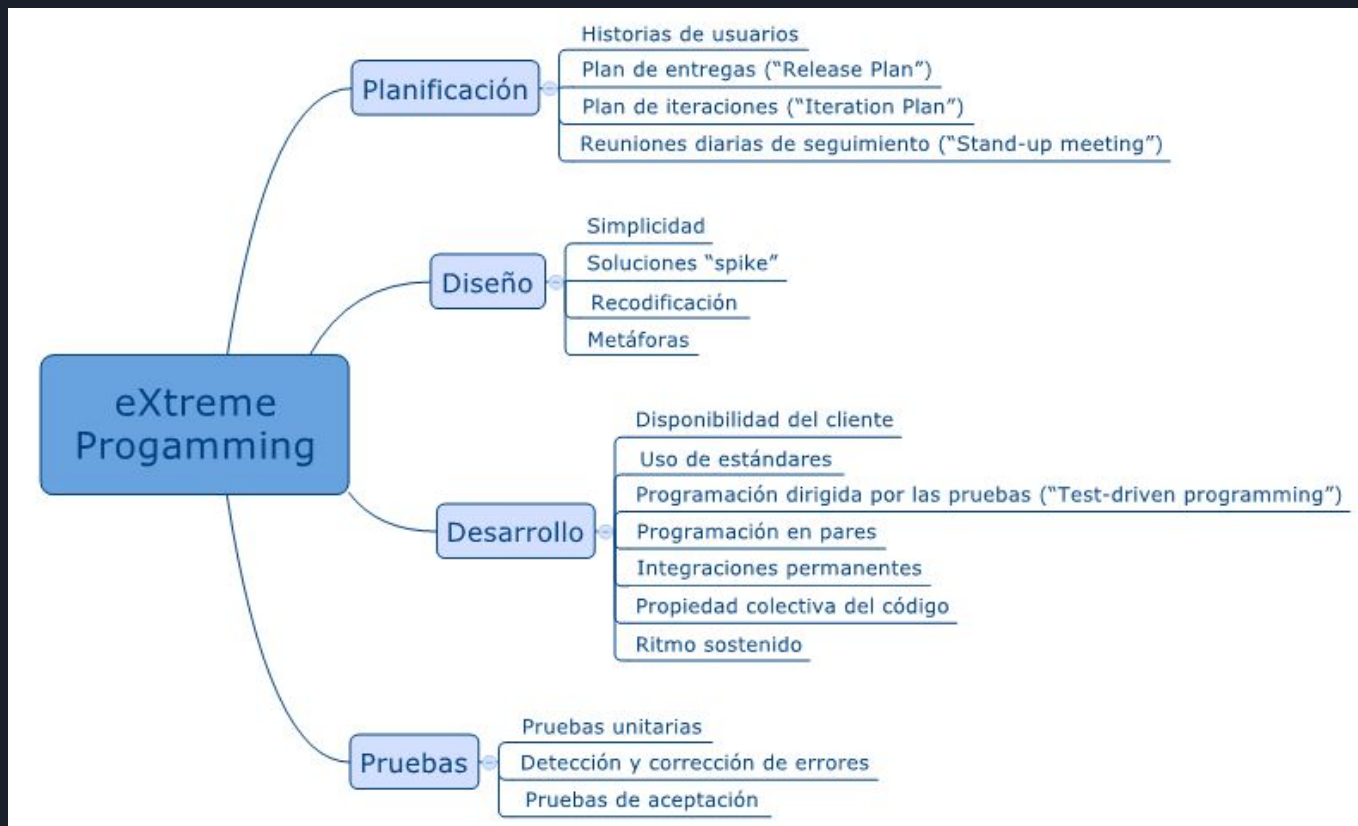 Historias de usuarios
Plan de entregas (“Release Plan”)
Planificación
Plan de iteraciones (“Iteration Plan”)
Reuniones diarias de seguimiento (“Stand-up meeting”)
Simplicidad
Soluciones “spike”
Diseño
Recodificación
Metáforas
eXtreme
Progamming
Disponibilidad del cliente
Uso de estándares
Programación dirigida por las pruebas (“Test-driven programming”)
Desarrollo
Programación en pares
Integraciones permanentes
Propiedad colectiva del código
Ritmo sostenido
Pruebas unitarias
Pruebas
Detección y corrección de errores
Pruebas de aceptación